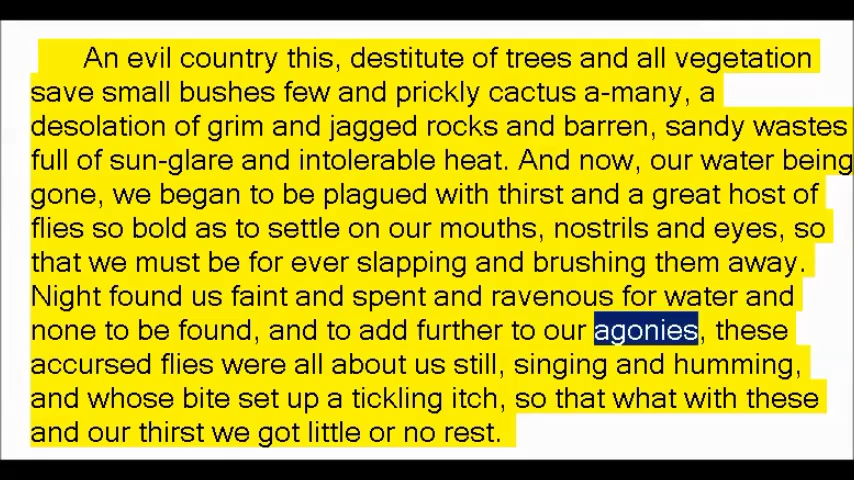 An evil country this, destitute of trees and all vegetation
save small bushes few and prickly cactus a-many, a
desolation of grim and jagged rocks and barren, sandy wastes
full of sun-glare and intolerable heat. And now, our water being
gone, we began to be plagued with thirst and a great host of
flies so bold as to settle on our mouths, nostrils and eyes, so
that we must be for ever slapping and brushing them away.
Night found us faint and spent and ravenous for water and
none to be found, and to add further to our agonies, these
accursed flies were all about us still, singing and humming,
and whose bite set up a tickling itch, so that what with these
and our thirst we got little or no rest.